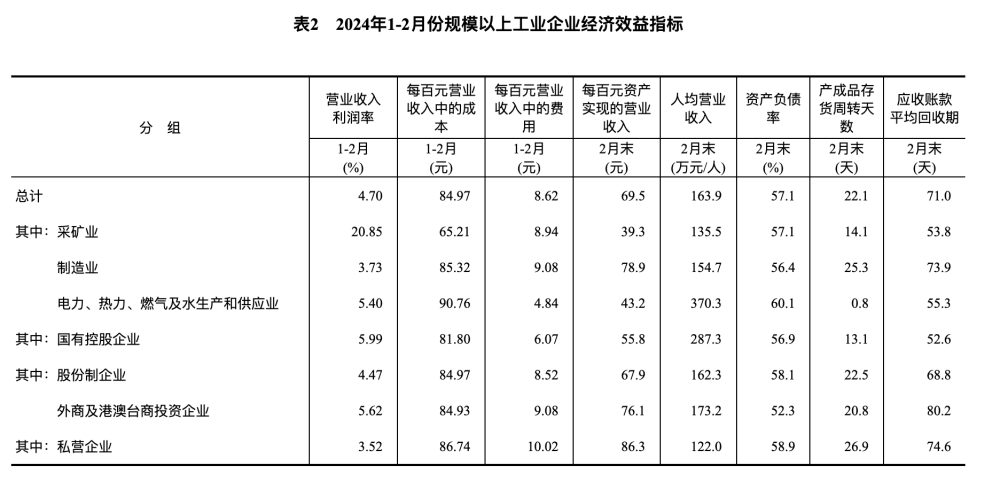 表2 2024年1-2月份规模以上工业企业经济效益指标
分 组 营业收入利润率 每百元营业收入中的成本 每百元营业收入中的费用 每百元资产实现的营业收入 人均营业收入 资产负债率 产成品存货周转天数 应收账款平均回收期
1-2月 1-2月 1-2月 2月末 2月末 2月末 2月末 2月末
(%) (元) (元) (元) (万元/人) (%) (天) (天)
总计 4.70 84.97 8.62 69.5 163.9 57.1 22.1 71.0
其中：采矿业 20.85 65.21 8.94 39.3 135.5 57.1 14.1 53.8
制造业 3.73 85.32 9.08 78.9 154.7 56.4 25.3 73.9
电力、热力、燃气及水生产和供应业 5.40 90.76 4.84 43.2 370.3 60.1 0.8 55.3
其中：国有控股企业 5.99 81.80 6.07 55.8 287.3 56.9 13.1 52.6
其中：股份制企业 4.47 84.97 8.52 67.9 162.3 58.1 22.5 68.8
外商及港澳台商投资企业 5.62 84.93 9.08 76.1 173.2 52.3 20.8 80.2
其中：私营企业 3.52 86.74 10.02 86.3 122.0 58.9 26.9 74.6